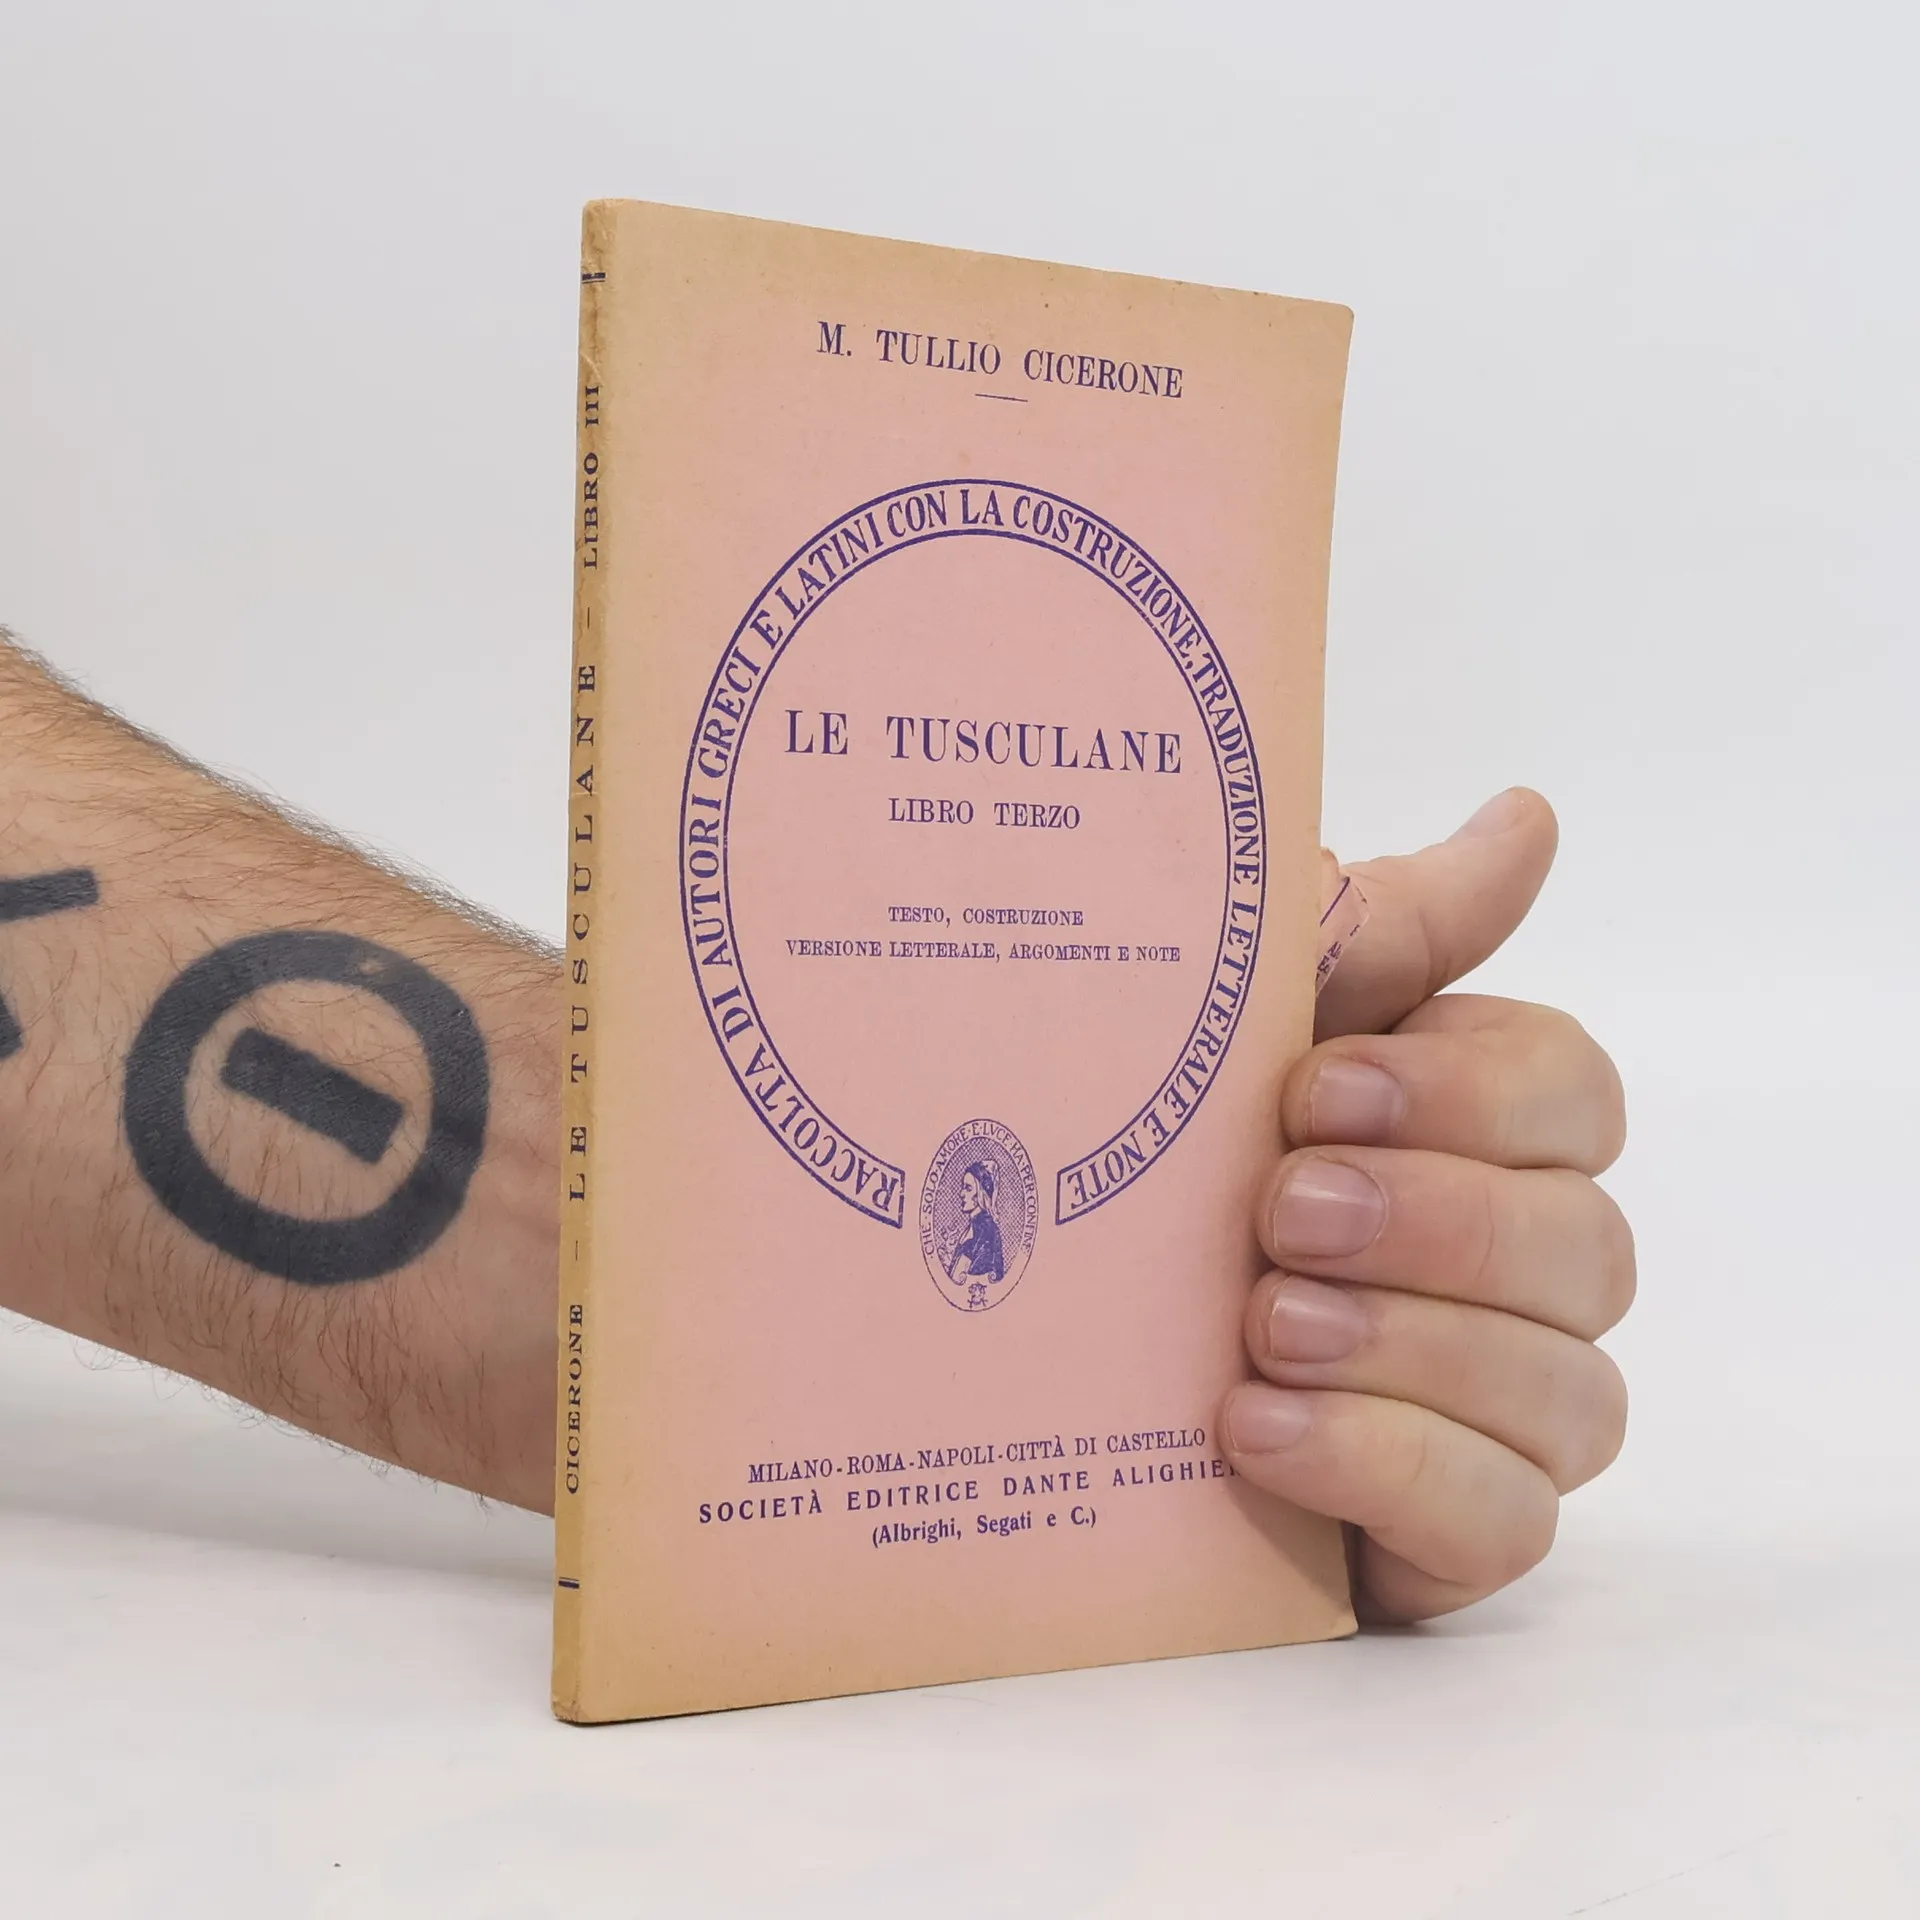 M. TULLIO CICERONE
RACCOLTA DI AUTORI GRECI E LATINI CON LA COSTRUZIONE, TRADUZIONE LETTERALE E NOTE
LE TUSCULANE
LIBRO TERZO
TESTO, COSTRUZIONE
VERSIONE LETTERALE, ARGOMENTI E NOTE
CHE·SOLO·AMORE·E·LVCE·HA·PER·CONFINE
MILANO-ROMA-NAPOLI-CITTÀ DI CASTELLO
SOCIETÀ EDITRICE DANTE
(Albrighi, Segati e C.)
CICERONE - LE TUSCULANE - LIBRO III